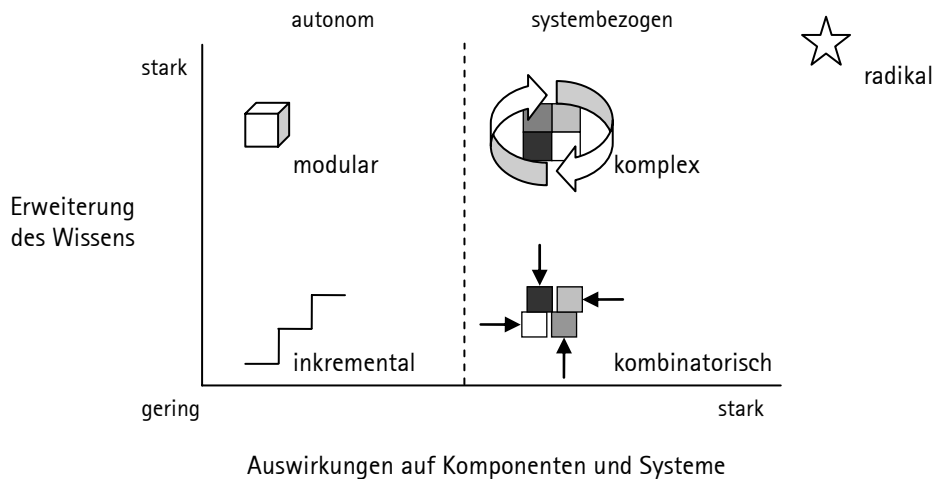 autonom
systembezogen
stark
radikal
modular
komplex
Erweiterung
des Wissens
inkremental
kombinatorisch
gering
stark
Auswirkungen auf Komponenten und Systeme